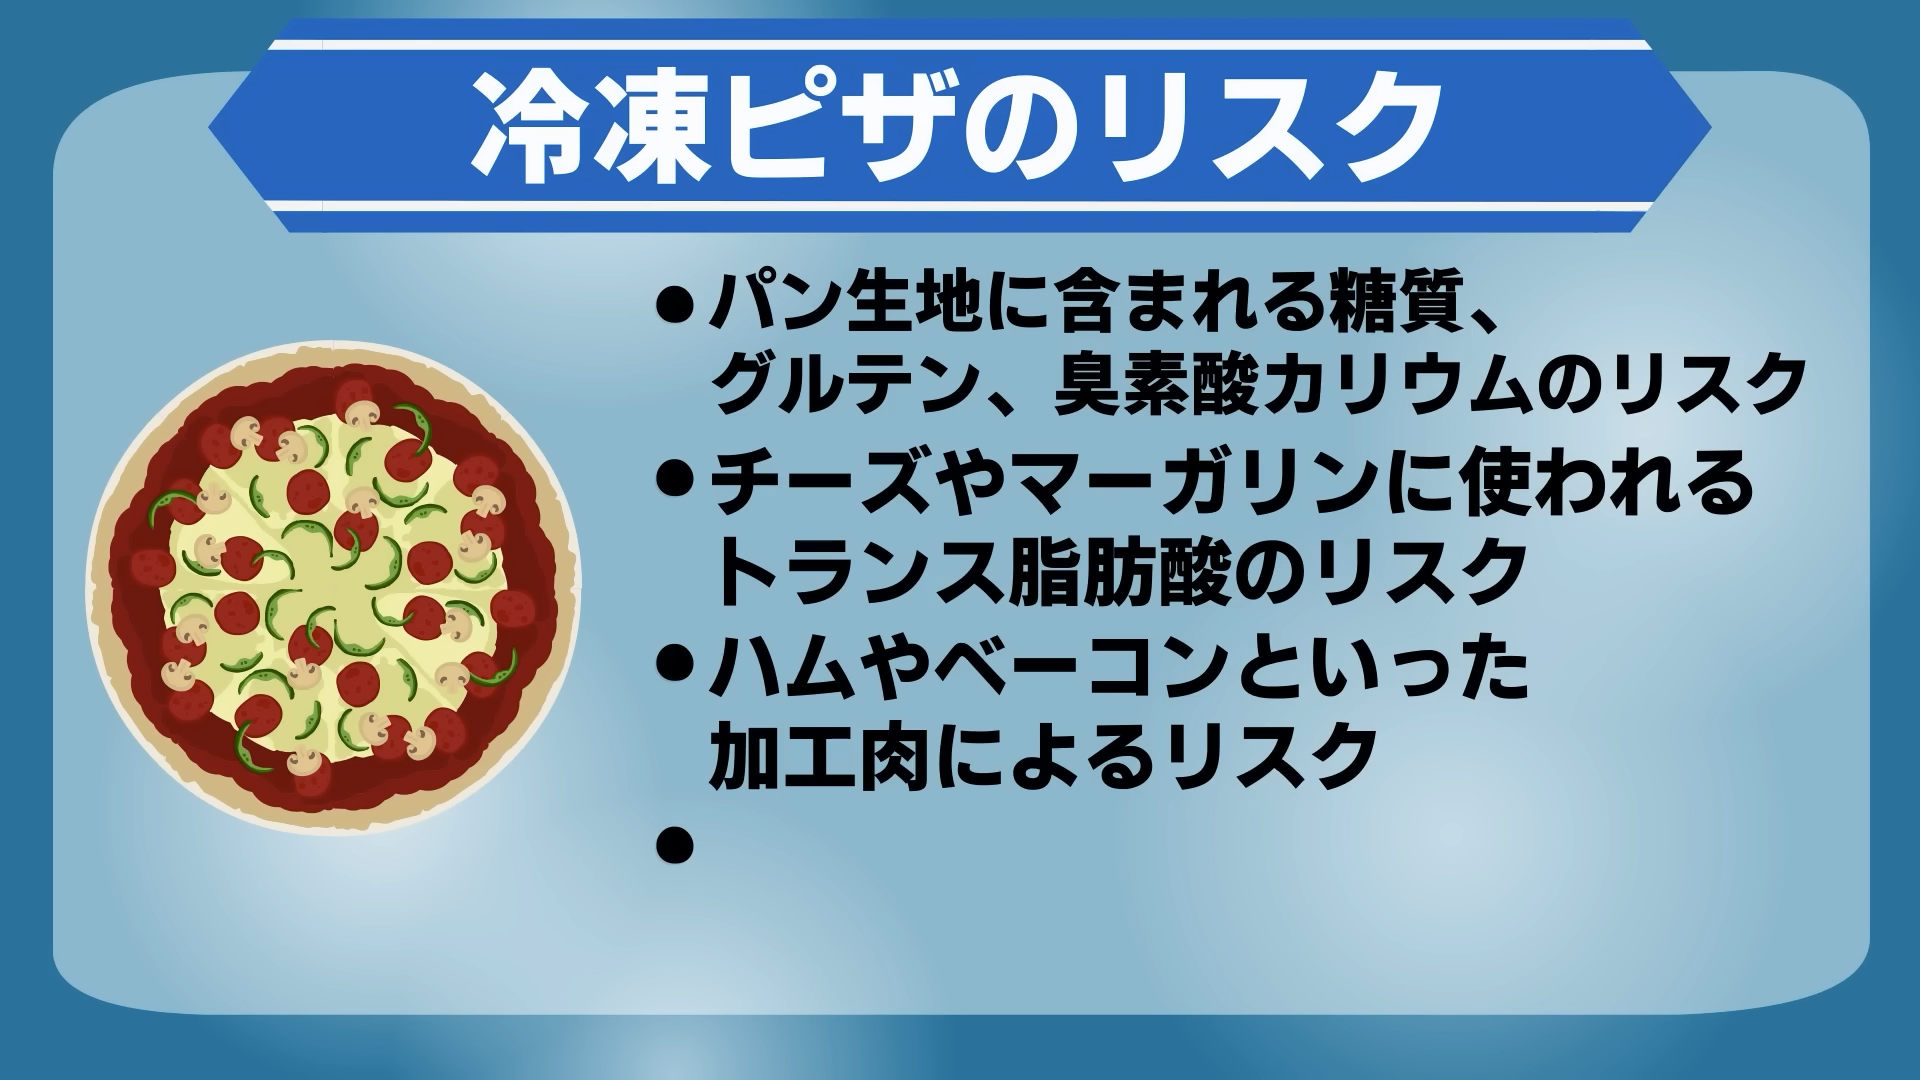 冷凍ピザのリスク
●パン生地に含まれる糖質、
グルテン、臭素酸カリウムのリスク
●チーズやマーガリンに使われる
トランス脂肪酸のリスク
●ハムやベーコンといった
加工肉によるリスク
●